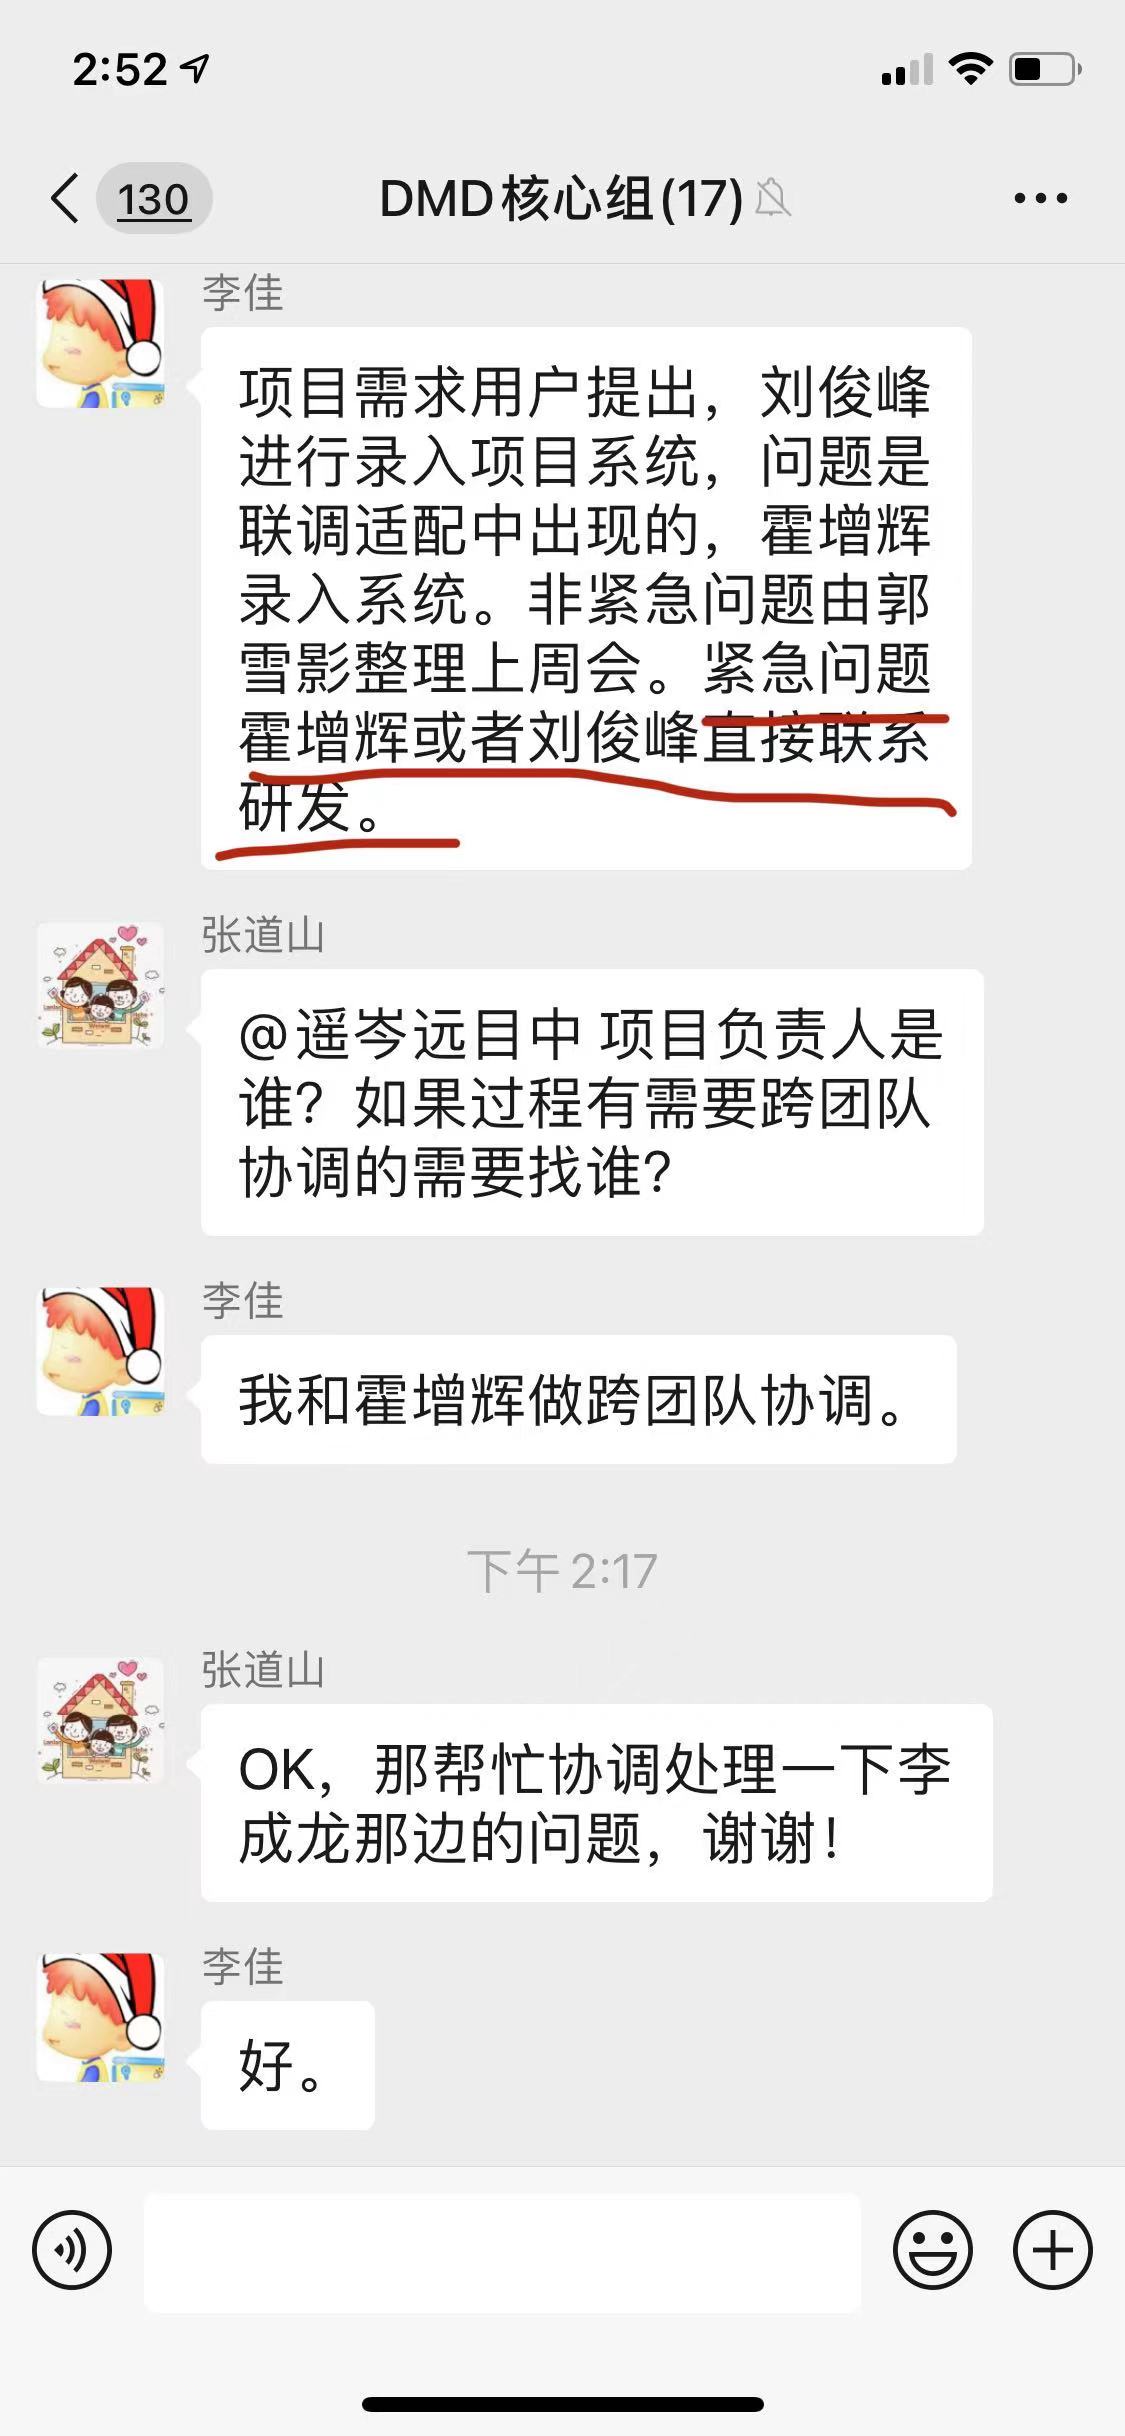 2:52
130
DMD核心组(17)
李佳
项目需求用户提出，刘俊峰
进行录入项目系统，问题是
联调适配中出现的，霍增辉
录入系统。非紧急问题由郭
雪影整理上周会。紧急问题
霍增辉或者刘俊峰直接联系
研发。
张道山
@遥岑远目中 项目负责人是
谁？如果过程有需要跨团队
协调的需要找谁？
李佳
我和霍增辉做跨团队协调。
下午 2:17
张道山
OK，那帮忙协调处理一下李
成龙那边的问题，谢谢！
李佳
好。